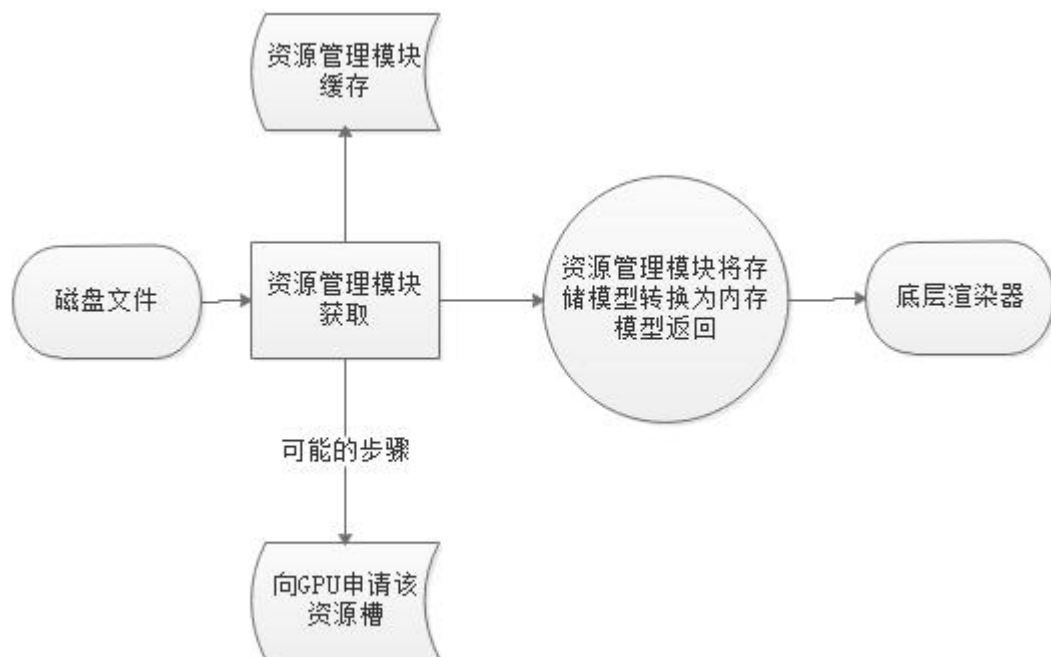 资源管理模块
缓存
磁盘文件
资源管理模块
获取
资源管理模块将存
储模型转换为内存
模型返回
底层渲染器
可能的步骤
向GPU申请该
资源槽